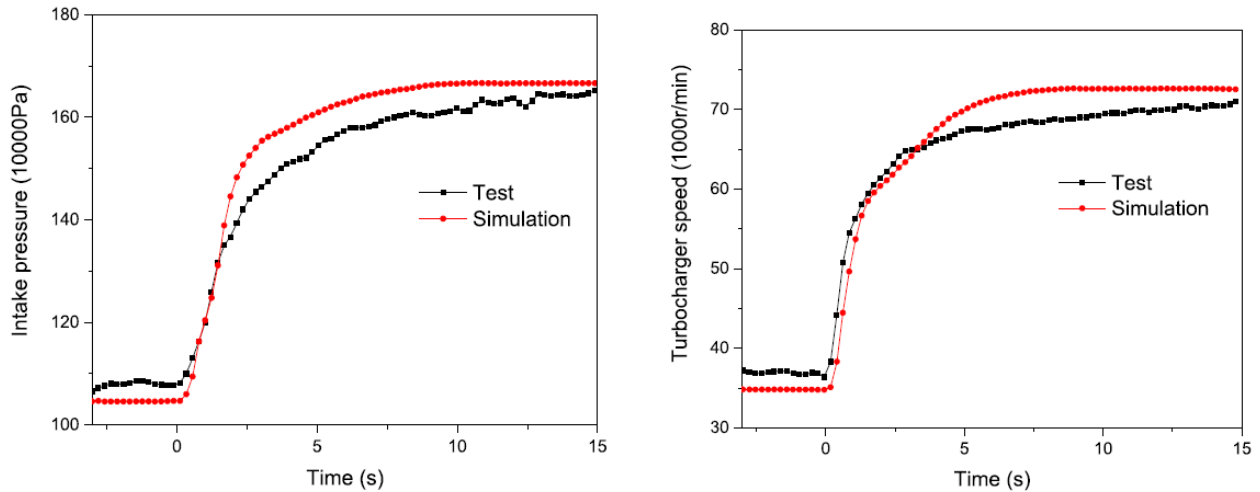 180
160
140
120
100
Intake pressure (10000Pa)
Test
Simulation
0
5
10
15
Time (s)
80
70
60
50
40
30
Turbocharger speed (1000r/min)
Test
Simulation
0
5
10
15
Time (s)